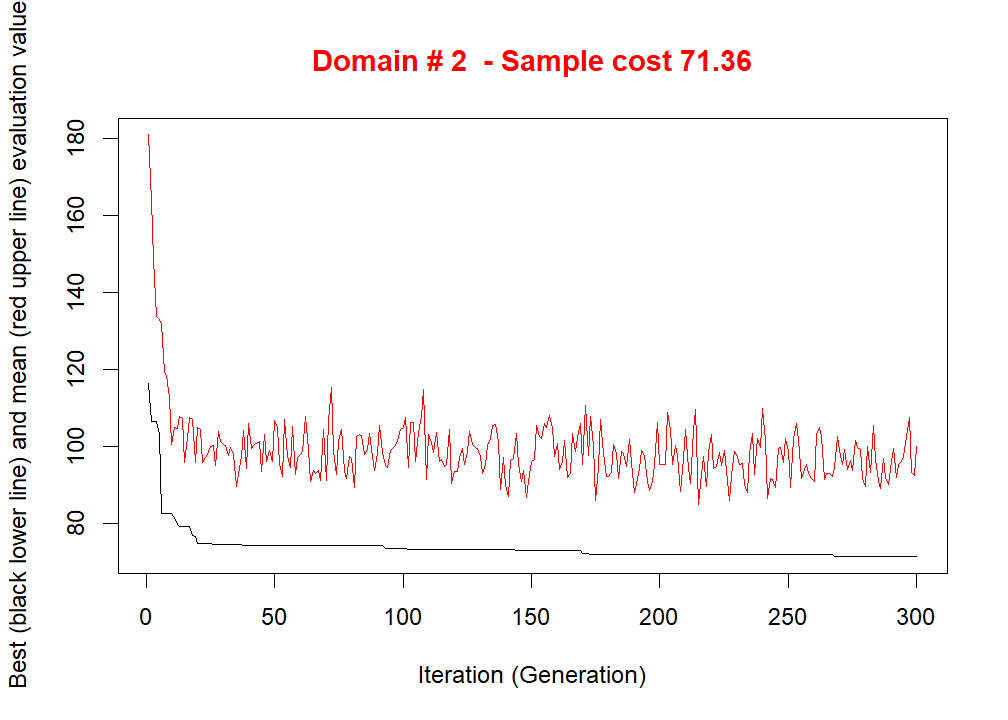 Domain # 2  - Sample cost 71.36
Best (black lower line) and mean (red upper line) evaluation value
180
160
140
120
100
80
0 50 100 150 200 250 300
Iteration (Generation)